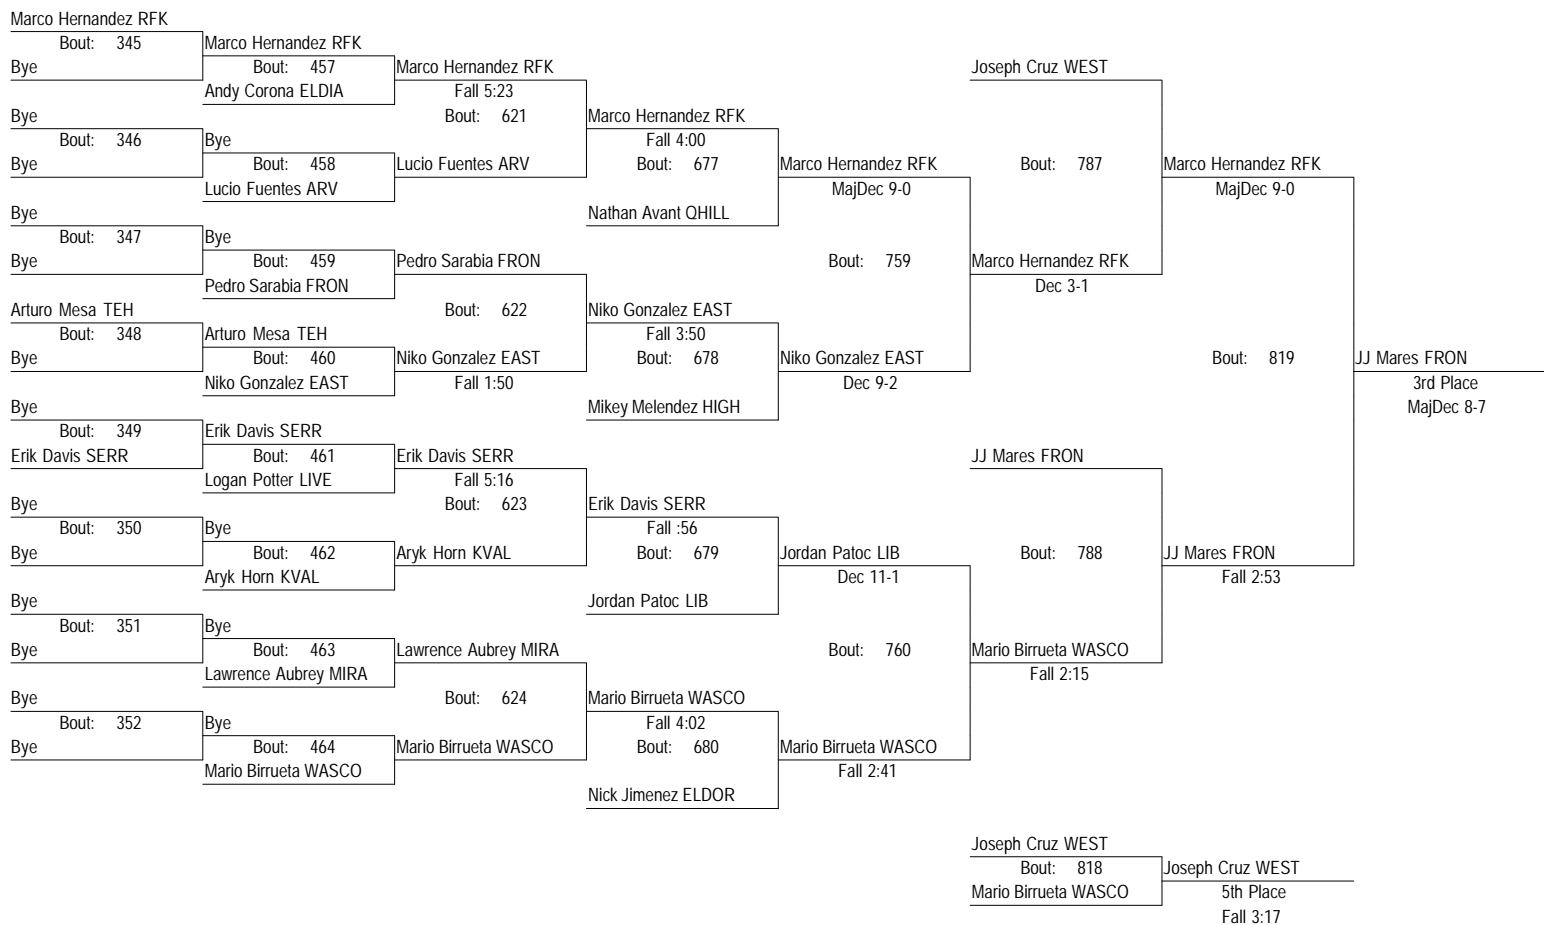 Marco Hernandez RFK
Bout: 345
Bye
Bye
Bout: 346
Bye
Bye
Bout: 347
Bye
Arturo Mesa TEH
Bout: 348
Bye
Bye
Bout: 349
Erik Davis SERR
Bye
Bout: 350
Bye
Bye
Bout: 351
Bye
Bye
Bout: 352
Bye
Marco Hernandez RFK
Bout: 457
Andy Corona ELDIA
Bye
Bout: 458
Lucio Fuentes ARV
Bye
Bout: 459
Pedro Sarabia FRON
Arturo Mesa TEH
Bout: 460
Niko Gonzalez EAST
Erik Davis SERR
Bout: 461
Logan Potter LIVE
Bye
Bout: 462
Aryk Horn KVAL
Bye
Bout: 463
Lawrence Aubrey MIRA
Bye
Bout: 464
Mario Birrueta WASCO
Marco Hernandez RFK
Fall 5:23
Bout: 621
Lucio Fuentes ARV
Pedro Sarabia FRON
Bout: 622
Niko Gonzalez EAST
Fall 1:50
Erik Davis SERR
Fall 5:16
Bout: 623
Aryk Horn KVAL
Lawrence Aubrey MIRA
Bout: 624
Mario Birrueta WASCO
Marco Hernandez RFK
Fall 4:00
Bout: 677
Nathan Avant QHILL
Niko Gonzalez EAST
Fall 3:50
Bout: 678
Mikey Melendez HIGH
Erik Davis SERR
Fall :56
Bout: 679
Jordan Patoc LIB
Mario Birrueta WASCO
Fall 4:02
Bout: 680
Nick Jimenez ELDOR
Marco Hernandez RFK
MajDec 9-0
Bout: 759
Niko Gonzalez EAST
Dec 9-2
Jordan Patoc LIB
Dec 11-1
Bout: 760
Mario Birrueta WASCO
Fall 2:41
Joseph Cruz WEST
Bout: 787
Marco Hernandez RFK
Dec 3-1
JJ Mares FRON
Bout: 788
Mario Birrueta WASCO
Fall 2:15
Marco Hernandez RFK
MajDec 9-0
Bout: 819
JJ Mares FRON
Fall 2:53
JJ Mares FRON
3rd Place
MajDec 8-7
Joseph Cruz WEST
Bout: 818
Mario Birrueta WASCO
Joseph Cruz WEST
5th Place
Fall 3:17